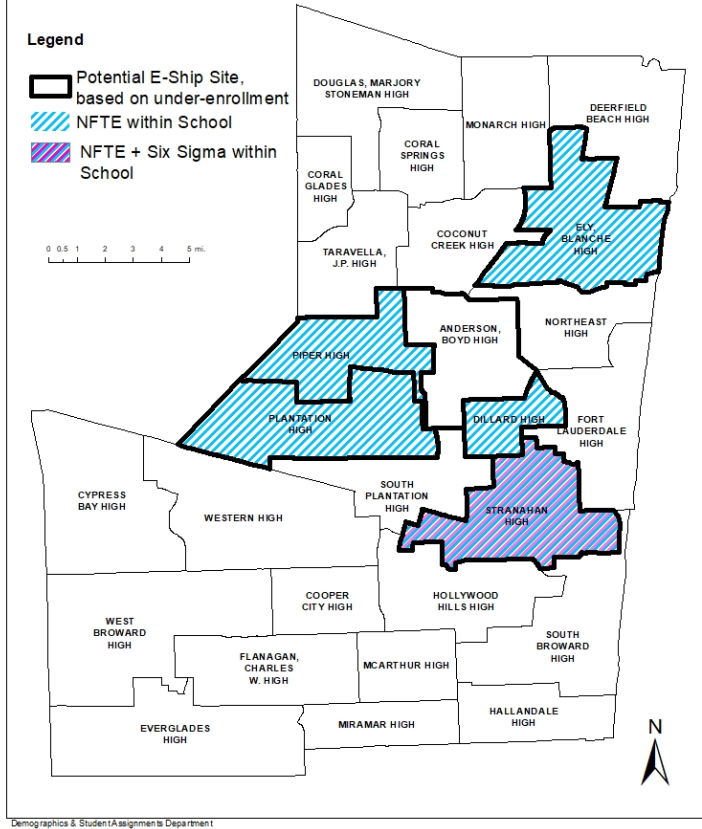 Legend
Potential E-Ship Site,
based on under-enrollment
NFTE within School
NFTE + Six Sigma within
School
0 0.5 1 2 3 4 5 mi.
DOUGLAS, MARJORY
STONEMAN HIGH
MONARCH HIGH
DEERFIELD
BEACH HIGH
CORAL
SPRINGS
HIGH
CORAL
GLADES
HIGH
COCONUT
CREEK HIGH
ELY,
BLANCHE
HIGH
TARAVELLA,
J.P. HIGH
ANDERSON,
BOYD HIGH
NORTHEAST
HIGH
PIPER HIGH
PLANTATION
HIGH
DILLARD HIGH
FORT
LAUDERDALE
HIGH
SOUTH
PLANTATION
HIGH
STRANAHAN
HIGH
CYPRESS
BAY HIGH
WESTERN HIGH
COOPER
CITY HIGH
HOLLYWOOD
HILLS HIGH
WEST
BROWARD
HIGH
SOUTH
BROWARD
HIGH
FLANAGAN,
CHARLES
W. HIGH
MCARTHUR HIGH
HALLANDALE
HIGH
EVERGLADES
HIGH
MIRAMAR HIGH
N
Demographics & Student Assignments Department